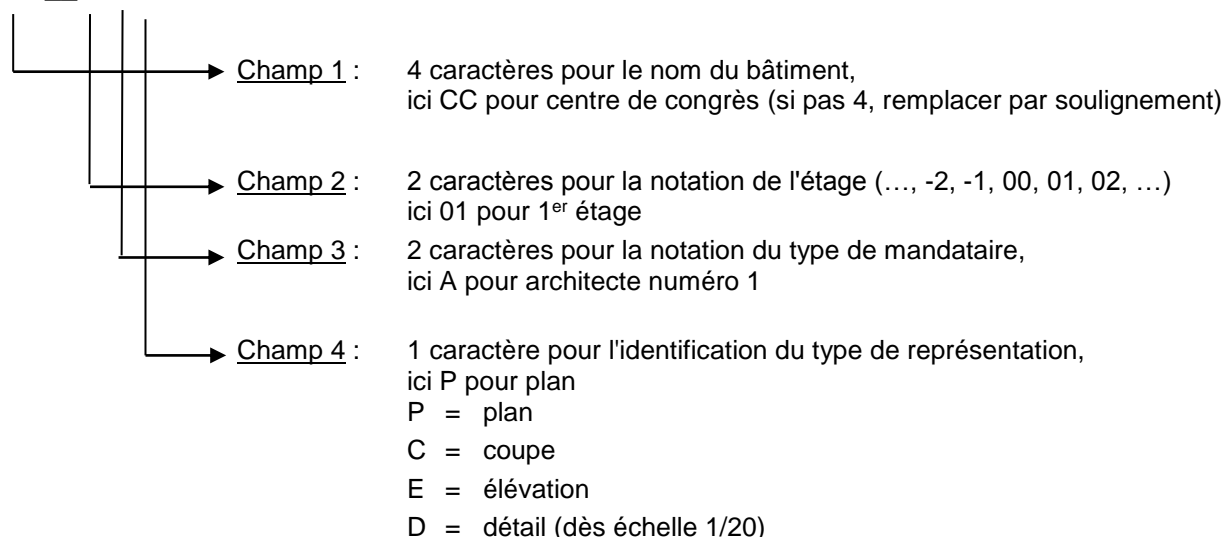 Champ 1 : 4 caractères pour le nom du bâtiment,
ici CC pour centre de congrès (si pas 4, remplacer par soulignement)
Champ 2 : 2 caractères pour la notation de l'étage (…, -2, -1, 00, 01, 02, …)
ici 01 pour 1er étage
Champ 3 : 2 caractères pour la notation du type de mandataire,
ici A pour architecte numéro 1
Champ 4 : 1 caractère pour l'identification du type de représentation,
ici P pour plan
P = plan
C = coupe
E = élévation
D = détail (dès échelle 1/20)